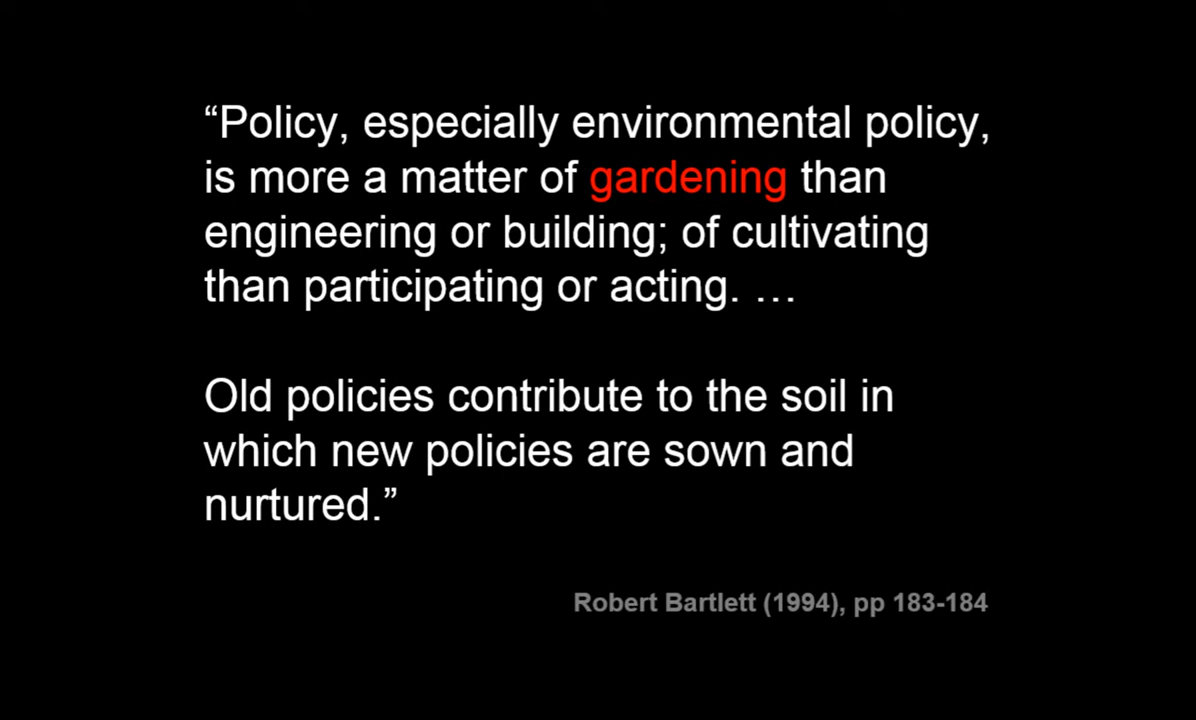 “Policy, especially environmental policy,
is more a matter of gardening than
engineering or building; of cultivating
than participating or acting. …
Old policies contribute to the soil in
which new policies are sown and
nurtured.”
Robert Bartlett (1994), pp 183-184